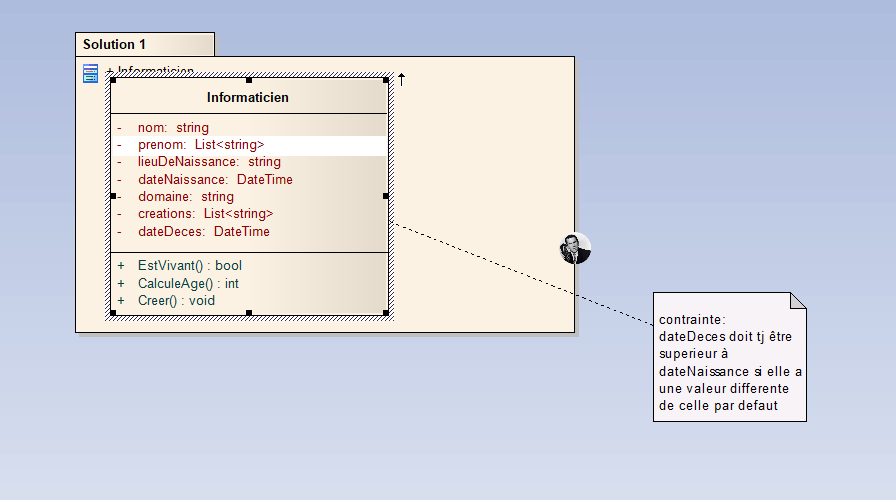 Solution 1
+ Informaticien
Informaticien
- nom: string
- prenom: List<string>
- lieuDeNaissance: string
- dateNaissance: DateTime
- domaine: string
- creations: List<string>
- dateDeces: DateTime
+ EstVivant() : bool
+ CalculeAge() : int
+ Creer() : void
contrainte:
dateDeces doit tj être
superieur à
dateNaissance si elle a
une valeur differente
de celle par defaut